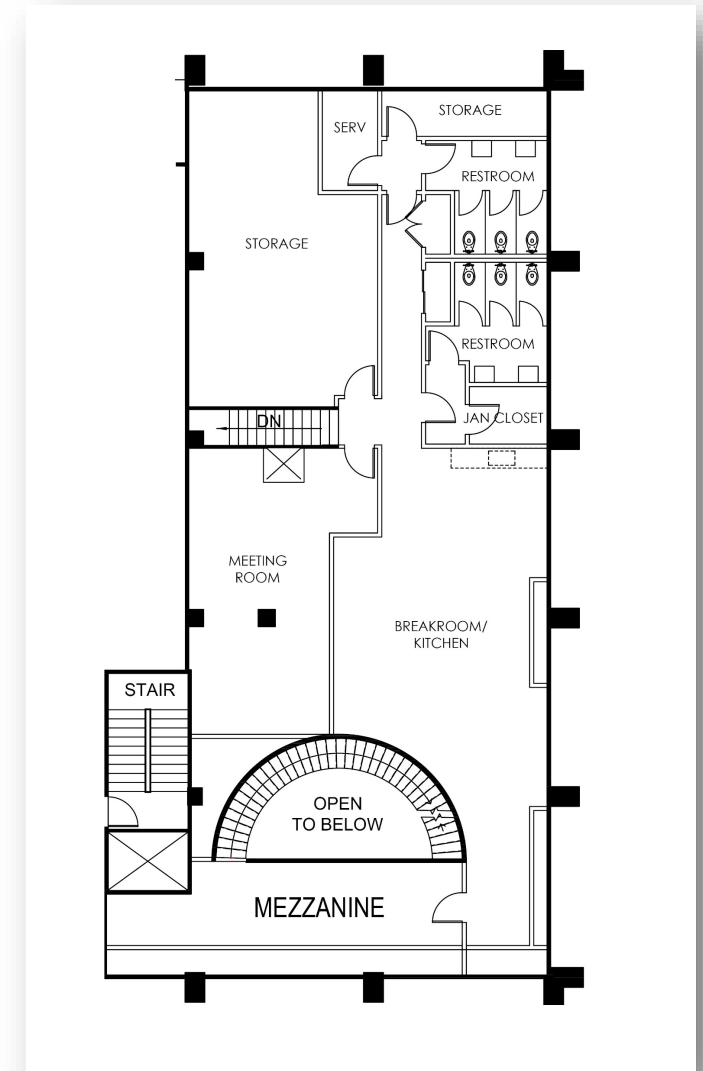 STORAGE
SERV
RESTROOM
STORAGE
RESTROOM
DN
JAN CLOSET
MEETING
ROOM
BREAKROOM/
KITCHEN
STAIR
OPEN
TO BELOW
MEZZANINE